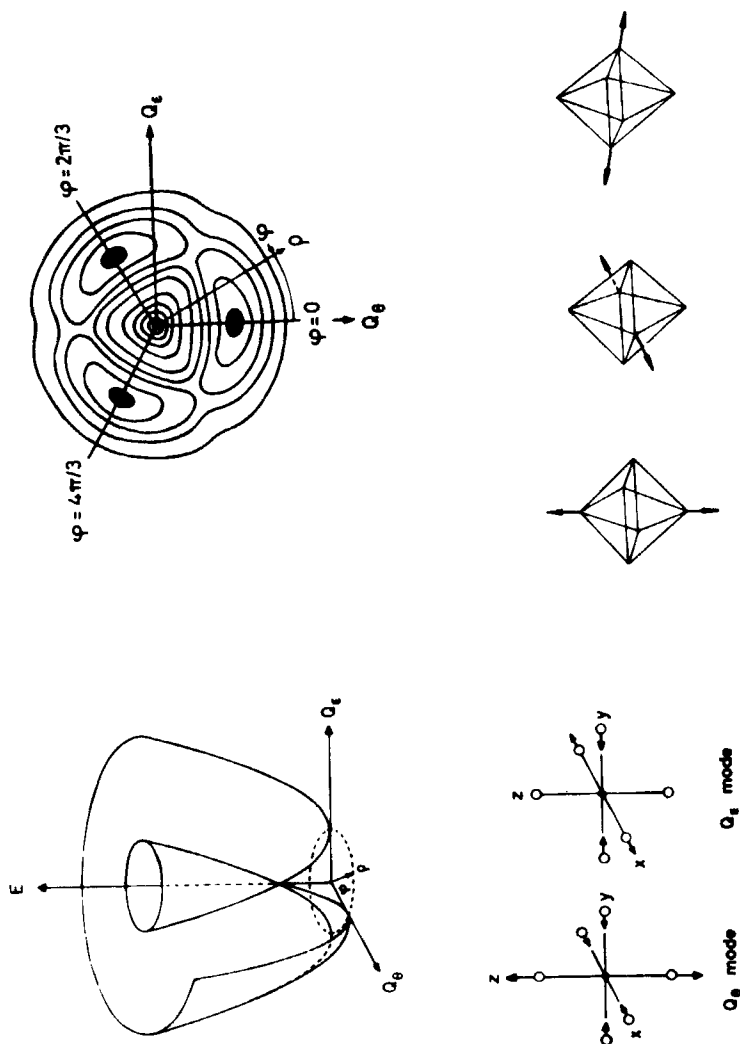 E
Qε
Qθ
φ
ρ
φ = 4π/3
φ = 2π/3
Qε
φ
ρ
φ = 0
Qθ
z
y
x
Qθ mode
z
y
x
Qε mode